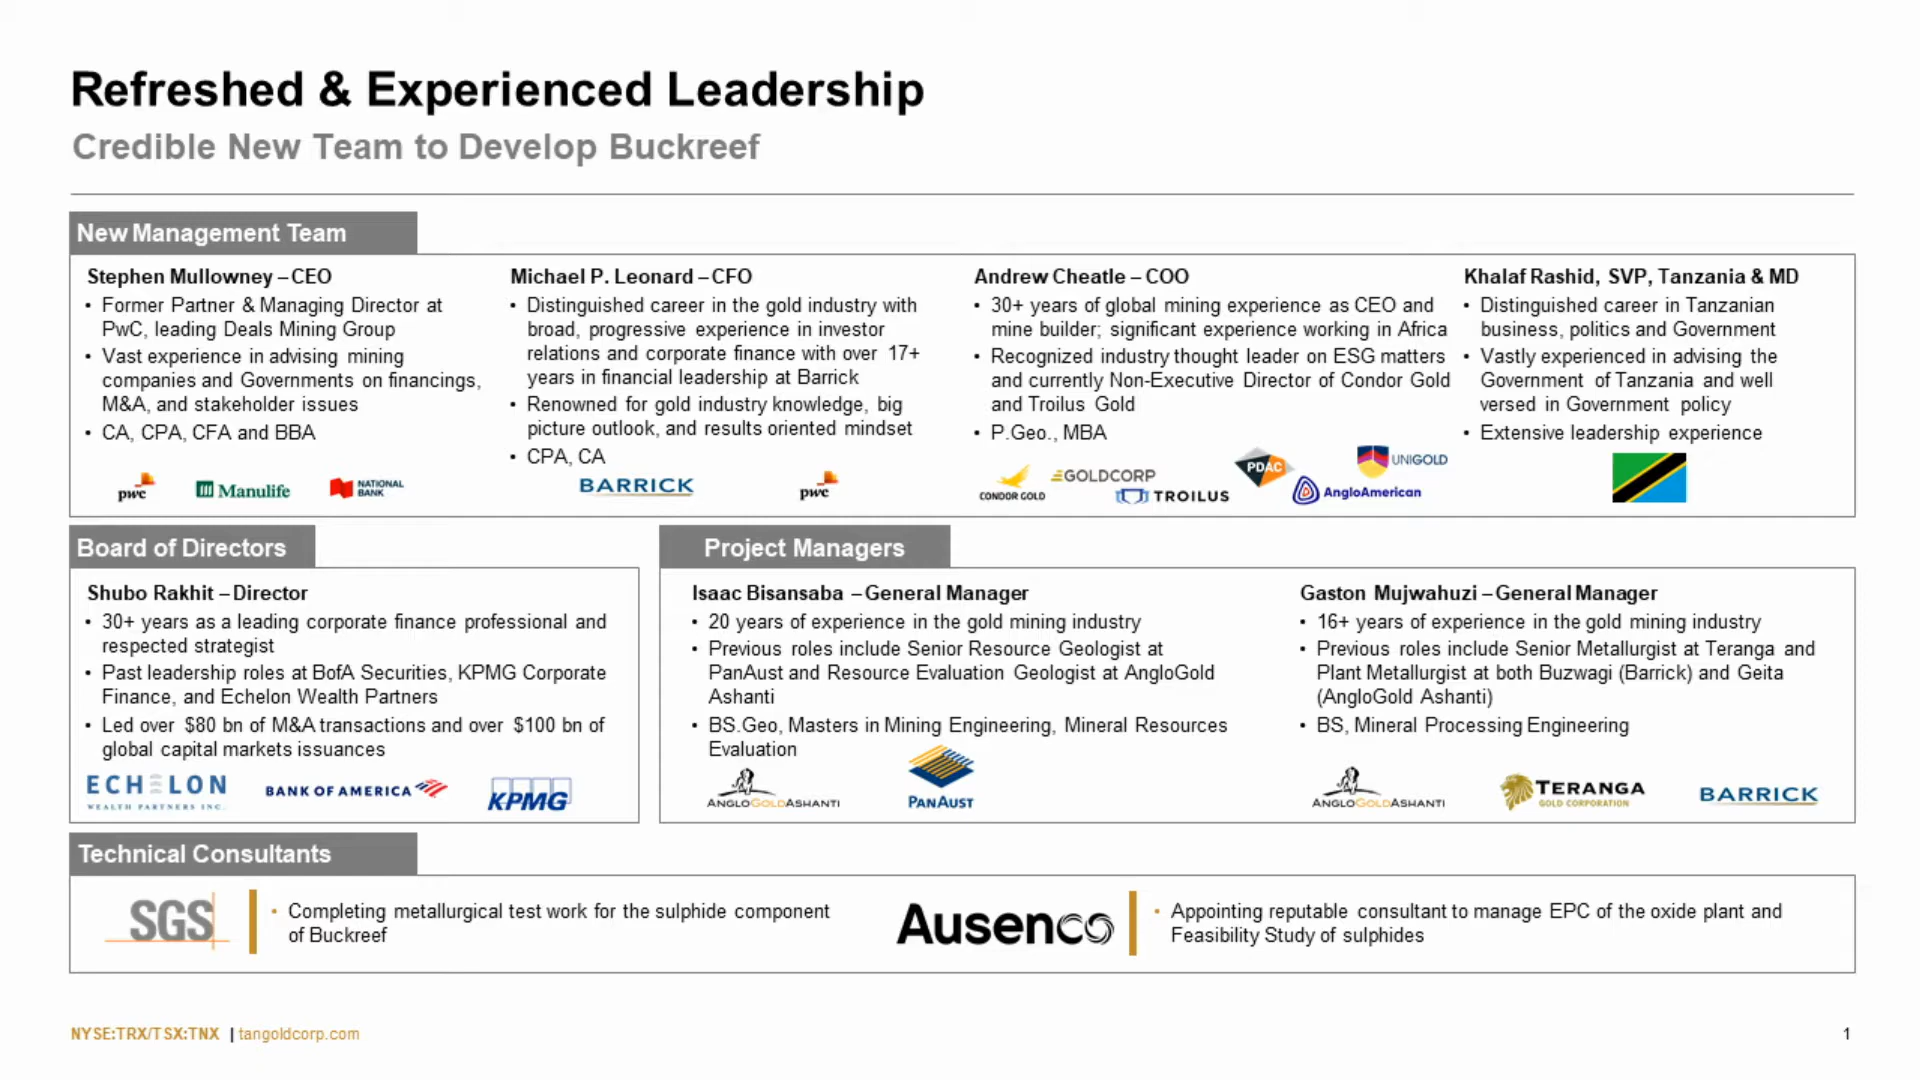 Refreshed & Experienced Leadership
Credible New Team to Develop Buckreef
New Management Team
Stephen Mullowney – CEO
• Former Partner & Managing Director at
PwC, leading Deals Mining Group
• Vast experience in advising mining
companies and Governments on financings,
M&A, and stakeholder issues
• CA, CPA, CFA and BBA
pwc
Manulife
NATIONAL
BANK
Michael P. Leonard – CFO
• Distinguished career in the gold industry with
broad, progressive experience in investor
relations and corporate finance with over 17+
years in financial leadership at Barrick
• Renowned for gold industry knowledge, big
picture outlook, and results oriented mindset
• CPA, CA
BARRICK
pwc
Andrew Cheatle – COO
• 30+ years of global mining experience as CEO and
mine builder; significant experience working in Africa
• Recognized industry thought leader on ESG matters
and currently Non-Executive Director of Condor Gold
and Troilus Gold
• P.Geo., MBA
CONDOR GOLD
GOLDCORP
TROILUS
PDAC
AngloAmerican
UNIGOLD
Khalaf Rashid, SVP, Tanzania & MD
• Distinguished career in Tanzanian
business, politics and Government
• Vastly experienced in advising the
Government of Tanzania and well
versed in Government policy
• Extensive leadership experience
Board of Directors
Shubo Rakhit – Director
• 30+ years as a leading corporate finance professional and
respected strategist
• Past leadership roles at BofA Securities, KPMG Corporate
Finance, and Echelon Wealth Partners
• Led over $80 bn of M&A transactions and over $100 bn of
global capital markets issuances
ECHELON
WEALTH PARTNERS INC.
BANK OF AMERICA
KPMG
Project Managers
Isaac Bisansaba – General Manager
• 20 years of experience in the gold mining industry
• Previous roles include Senior Resource Geologist at
PanAust and Resource Evaluation Geologist at AngloGold
Ashanti
• BS.Geo, Masters in Mining Engineering, Mineral Resources
Evaluation
ANGLOGOLDASHANTI
PANAUST
Gaston Mujwahuzi – General Manager
• 16+ years of experience in the gold mining industry
• Previous roles include Senior Metallurgist at Teranga and
Plant Metallurgist at both Buzwagi (Barrick) and Geita
(AngloGold Ashanti)
• BS, Mineral Processing Engineering
ANGLOGOLDASHANTI
TERANGA
GOLD CORPORATION
BARRICK
Technical Consultants
SGS
• Completing metallurgical test work for the sulphide component
of Buckreef
Ausenco
• Appointing reputable consultant to manage EPC of the oxide plant and
Feasibility Study of sulphides
NYSE:TRX/TSX:TNX | tangoldcorp.com
1